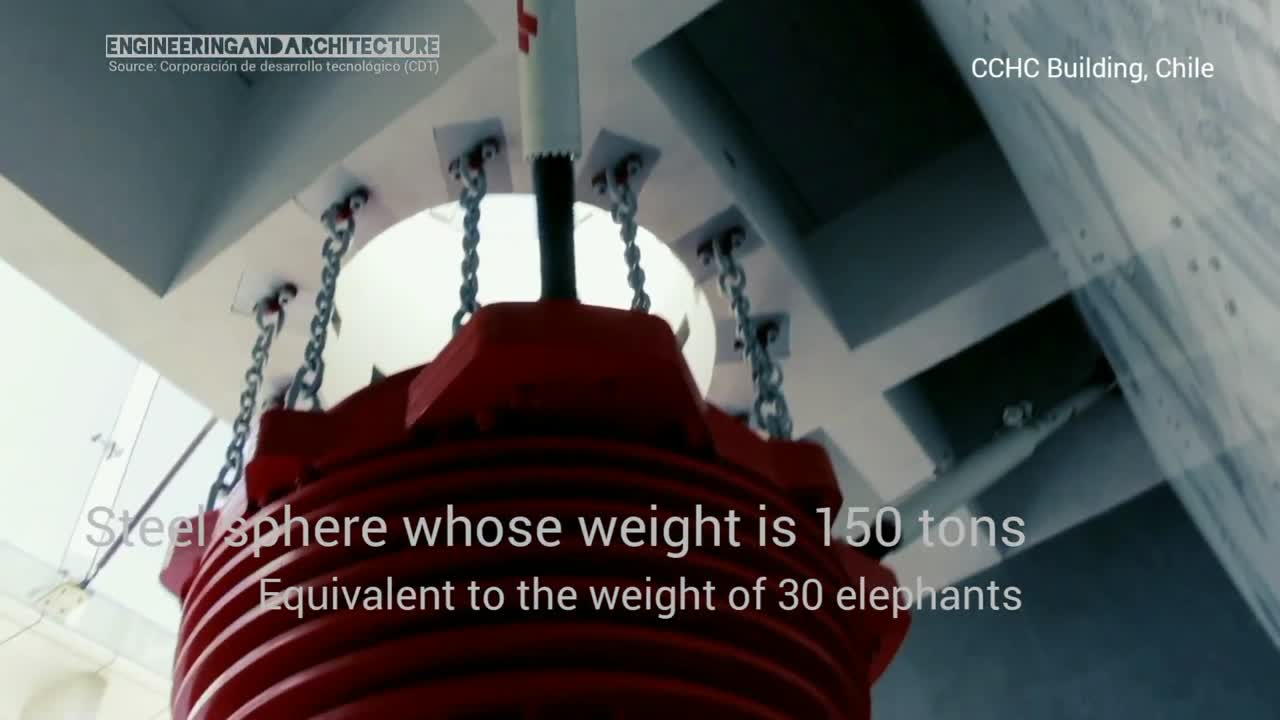 ENGINEERINGANDARCHITECTURE
Source: Corporación de desarrollo tecnológico (CDT)
CCHC Building, Chile
Steel sphere whose weight is 150 tons
Equivalent to the weight of 30 elephants